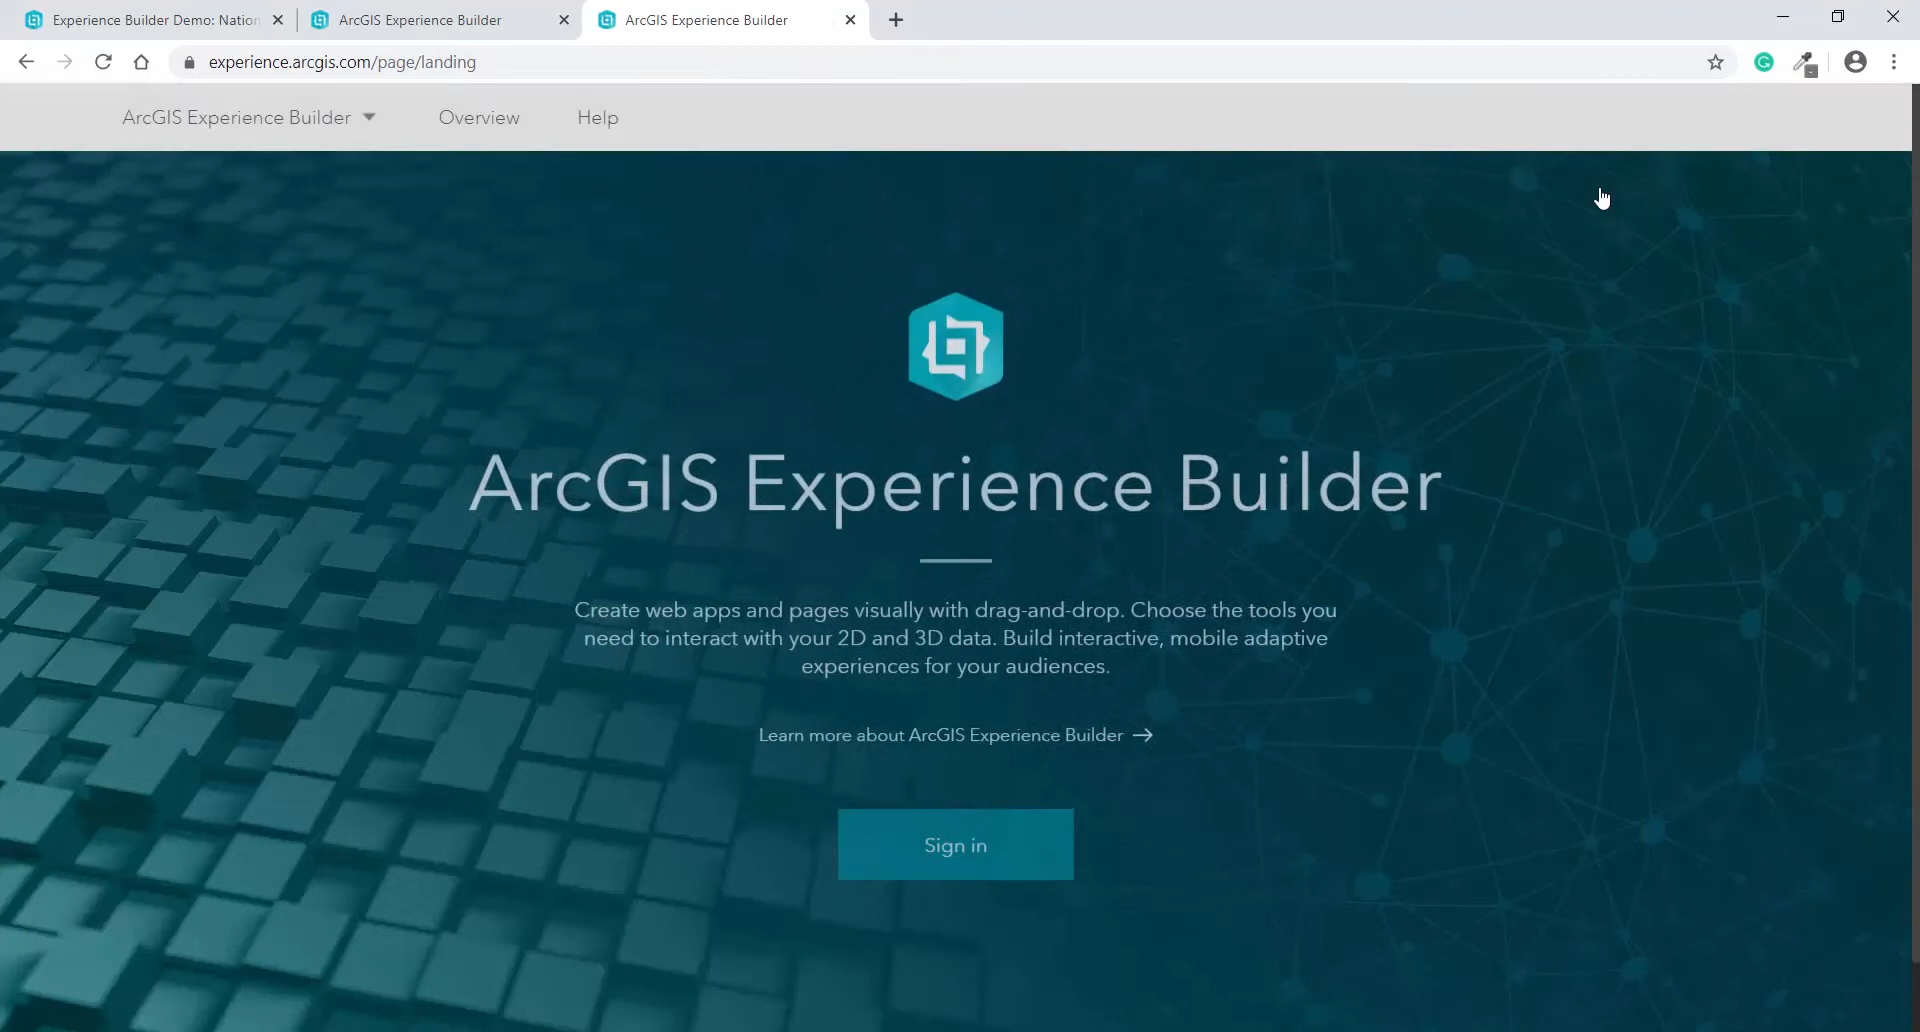 Experience Builder Demo: Nation
ArcGIS Experience Builder
ArcGIS Experience Builder
experience.arcgis.com/page/landing
ArcGIS Experience Builder
Overview
Help
ArcGIS Experience Builder
Create web apps and pages visually with drag-and-drop. Choose the tools you
need to interact with your 2D and 3D data. Build interactive, mobile adaptive
experiences for your audiences.
Learn more about ArcGIS Experience Builder →
Sign in